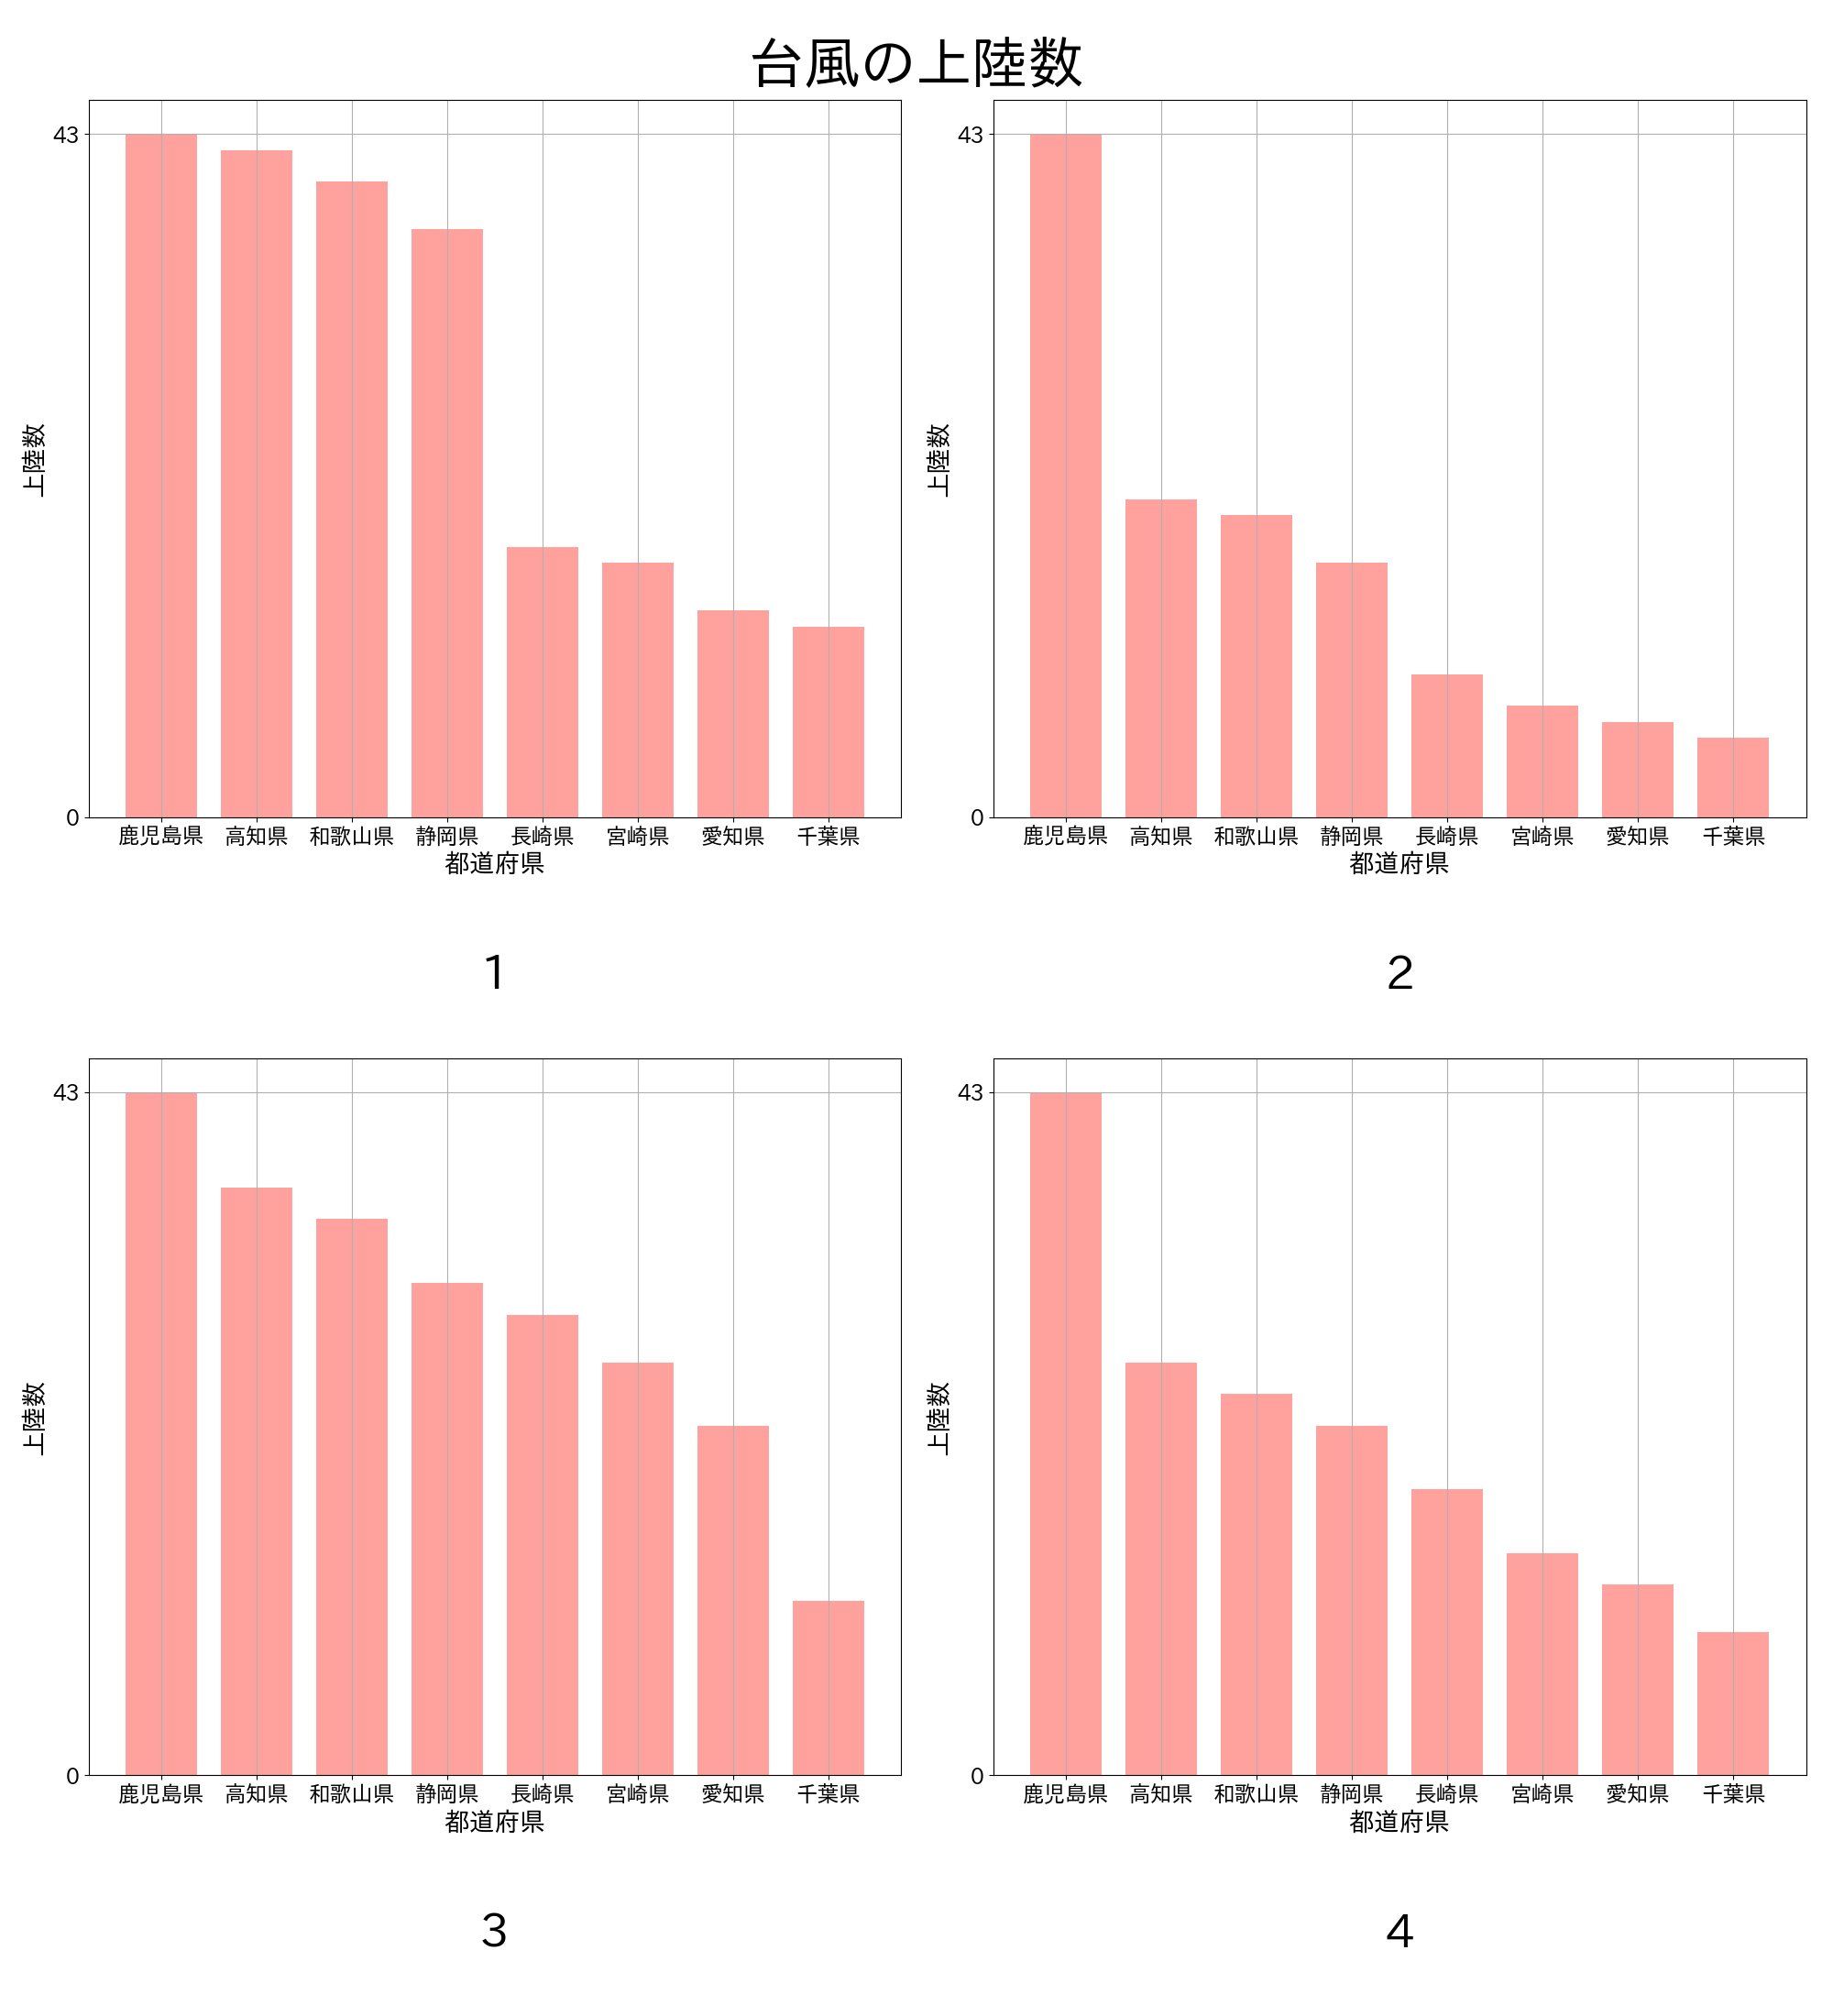 台風の上陸数
43
0
上陸数
鹿児島県 高知県 和歌山県 静岡県 長崎県 宮崎県 愛知県 千葉県
都道府県
1
43
0
上陸数
鹿児島県 高知県 和歌山県 静岡県 長崎県 宮崎県 愛知県 千葉県
都道府県
2
43
0
上陸数
鹿児島県 高知県 和歌山県 静岡県 長崎県 宮崎県 愛知県 千葉県
都道府県
3
43
0
上陸数
鹿児島県 高知県 和歌山県 静岡県 長崎県 宮崎県 愛知県 千葉県
都道府県
4